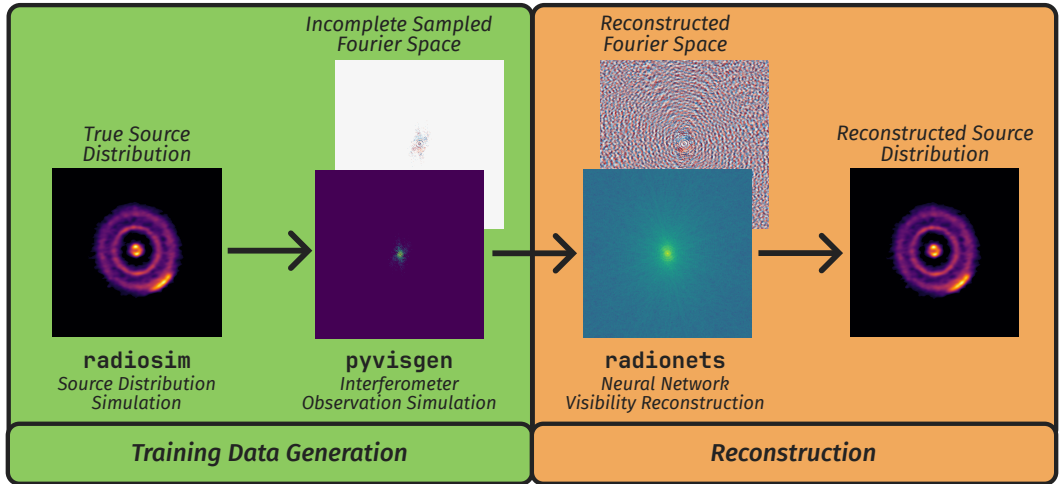 Incomplete Sampled
Fourier Space
Reconstructed
Fourier Space
True Source
Distribution
Reconstructed Source
Distribution
radiosim
Source Distribution
Simulation
pyvisgen
Interferometer
Observation Simulation
radionets
Neural Network
Visibility Reconstruction
Training Data Generation
Reconstruction